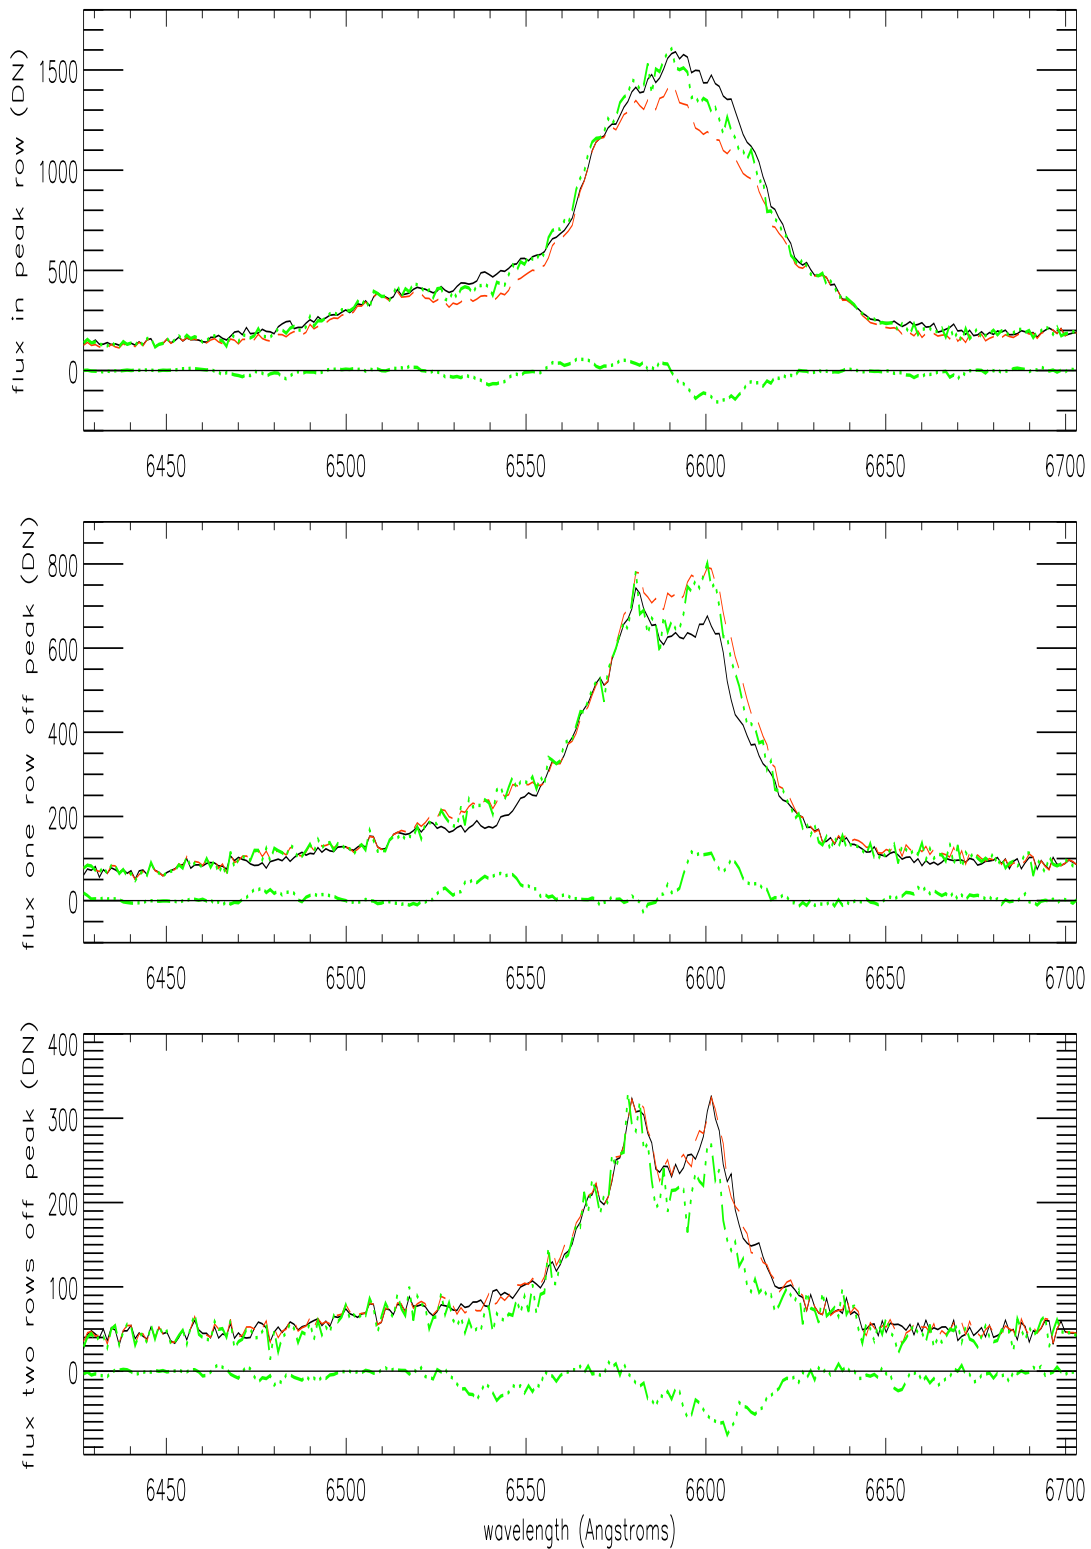 flux in peak row (DN)
1500
1000
500
0
6450 6500 6550 6600 6650 6700
flux one row off peak (DN)
800
600
400
200
0
6450 6500 6550 6600 6650 6700
flux two rows off peak (DN)
400
300
200
100
0
6450 6500 6550 6600 6650 6700
wavelength (Angstroms)